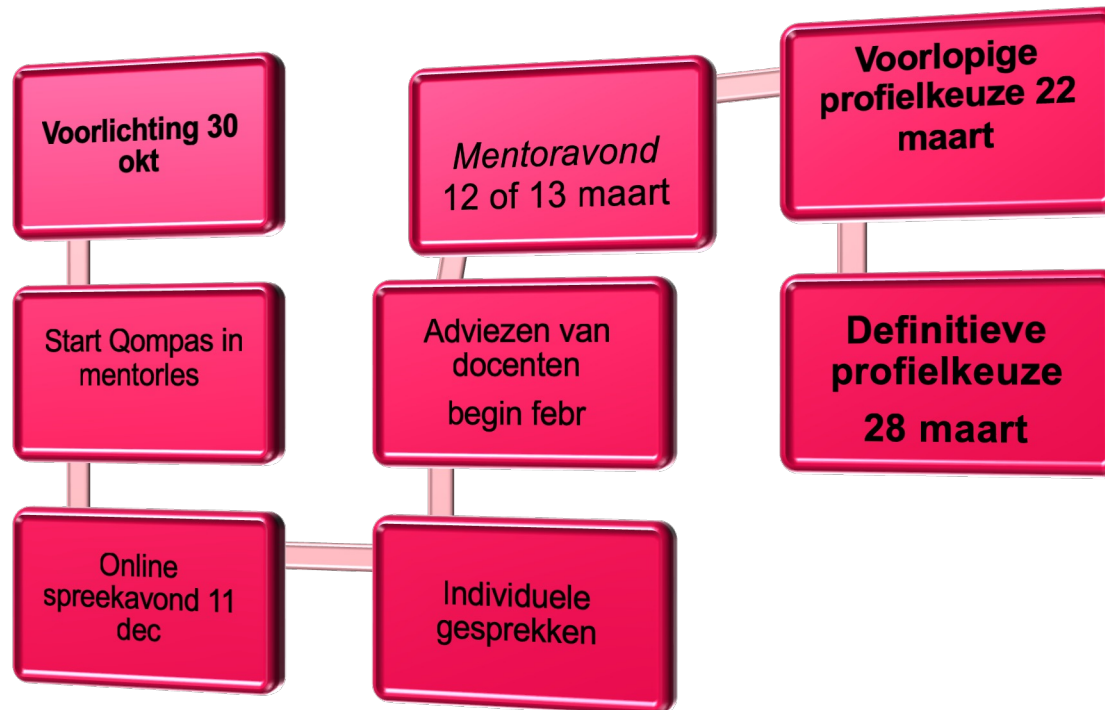 Voorlichting 30
okt
Start Qompas in
mentorles
Online
spreekavond 11
dec
Individuele
gesprekken
Adviezen van
docenten
begin febr
Mentoravond
12 of 13 maart
Voorlopige
profielkeuze 22
maart
Definitieve
profielkeuze
28 maart